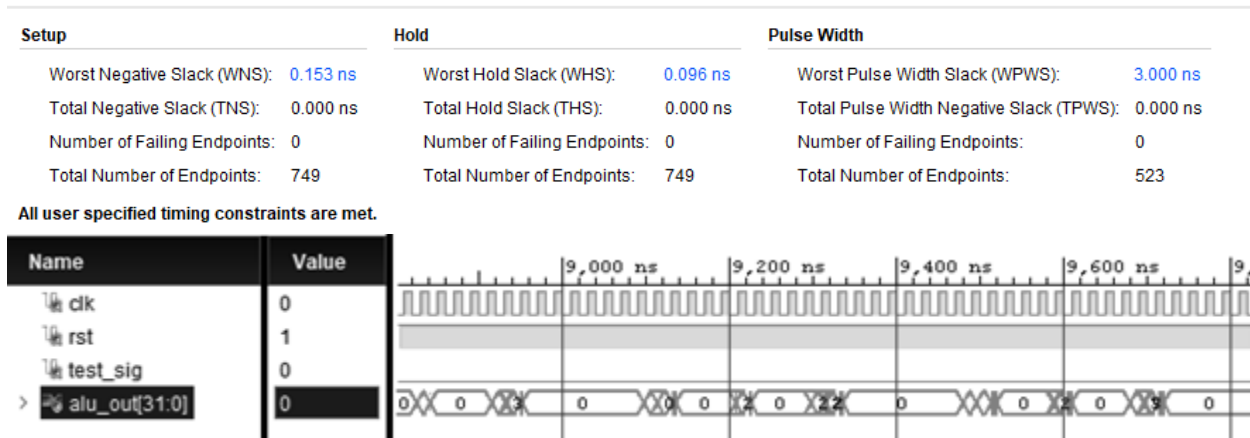 Setup Hold Pulse Width
Worst Negative Slack (WNS): 0.153 ns Worst Hold Slack (WHS): 0.096 ns Worst Pulse Width Slack (WPWS): 3.000 ns
Total Negative Slack (TNS): 0.000 ns Total Hold Slack (THS): 0.000 ns Total Pulse Width Negative Slack (TPWS): 0.000 ns
Number of Failing Endpoints: 0 Number of Failing Endpoints: 0 Number of Failing Endpoints: 0
Total Number of Endpoints: 749 Total Number of Endpoints: 749 Total Number of Endpoints: 523
All user specified timing constraints are met.
Name Value 9,000 ns 9,200 ns 9,400 ns 9,600 ns
clk 0
rst 1
test_sig 0
alu_out[31:0] 0 0 0 3 0 0 0 2 0 2 2 0 0 2 0 0